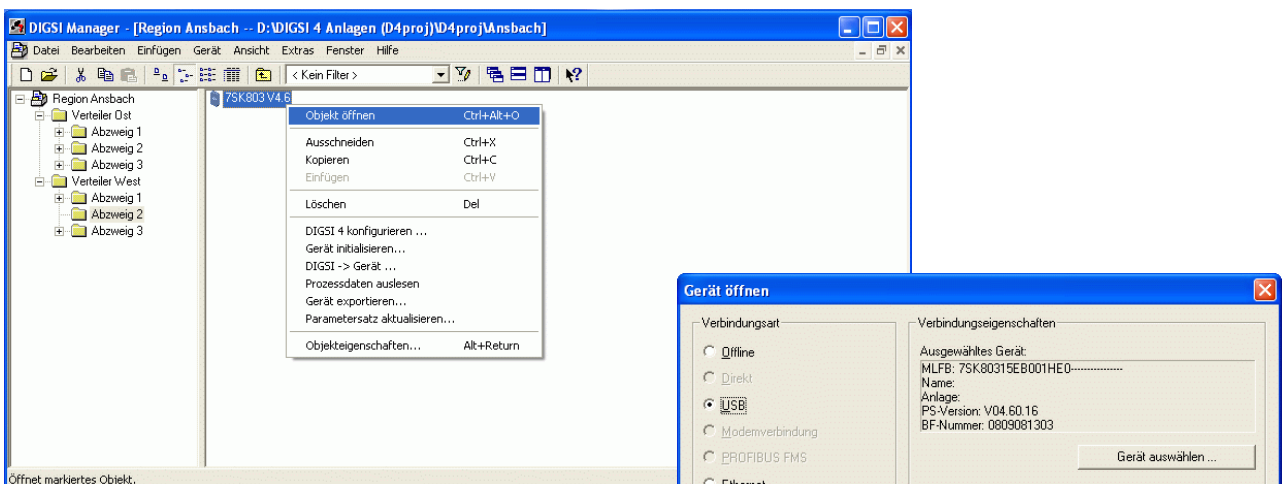 DIGSI Manager - [Region Ansbach -- D:\DIGSI 4 Anlagen (D4proj)\D4proj\Ansbach]
Datei Bearbeiten Einfügen Gerät Ansicht Extras Fenster Hilfe
< Kein Filter >
Region Ansbach
Verteiler Ost
Abzweig 1
Abzweig 2
Abzweig 3
Verteiler West
Abzweig 1
Abzweig 2
Abzweig 3
7SK803 V4.6
Objekt öffnen Ctrl+Alt+O
Ausschneiden Ctrl+X
Kopieren Ctrl+C
Einfügen Ctrl+V
Löschen Del
DIGSI 4 konfigurieren ...
Gerät initialisieren...
DIGSI -> Gerät ...
Prozessdaten auslesen
Gerät exportieren...
Parametersatz aktualisieren...
Objekteigenschaften... Alt+Return
Öffnet markiertes Objekt.
Gerät öffnen
Verbindungsart
Offline
Direkt
USB
Modemverbindung
PROFIBUS FMS
Ethernet
Verbindungseigenschaften
Ausgewähltes Gerät:
MLFB: 7SK80315EB001HE0---------------
Name:
Anlage:
PS-Version: V04.60.16
BF-Nummer: 0809081303
Gerät auswählen ...